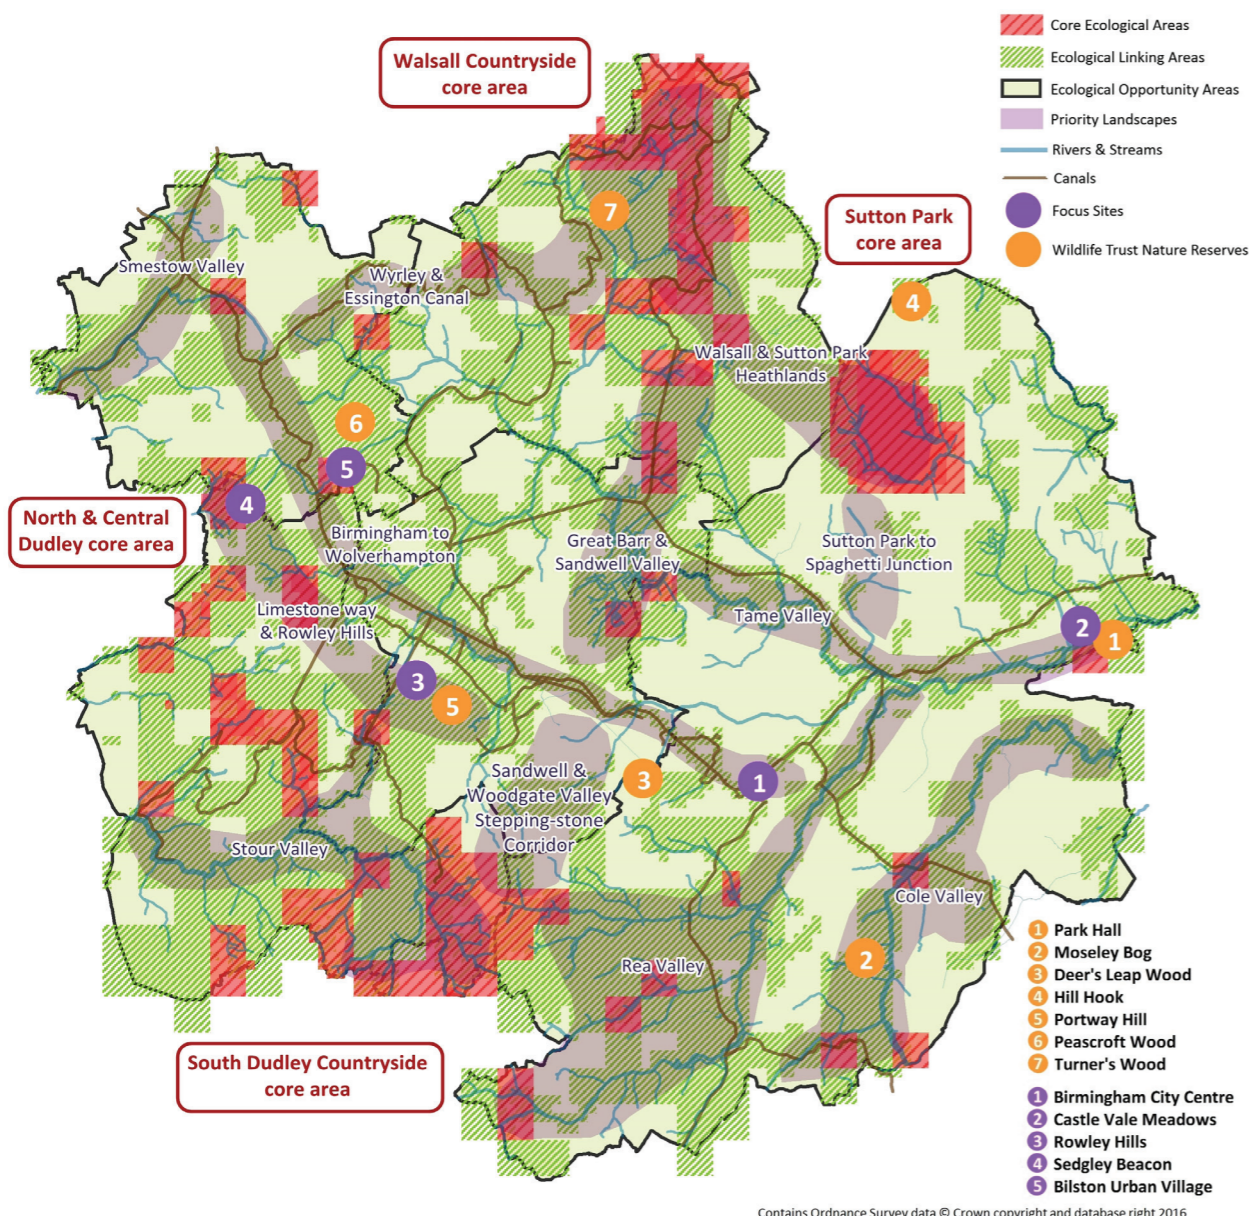 Walsall Countryside
core area
Core Ecological Areas
Ecological Linking Areas
Ecological Opportunity Areas
Priority Landscapes
Rivers & Streams
Canals
Focus Sites
Wildlife Trust Nature Reserves
Sutton Park
core area
7
4
Smestow Valley
Wyrley &
Essington Canal
Walsall & Sutton Park
Heathlands
6
5
4
North & Central
Dudley core area
Birmingham to
Wolverhampton
Great Barr &
Sandwell Valley
Sutton Park to
Spaghetti Junction
Limestone way
& Rowley Hills
Tame Valley
2
1
3
5
Sandwell &
Woodgate Valley
Stepping-stone
Corridor
3
1
Stour Valley
Cole Valley
Rea Valley
2
South Dudley Countryside
core area
1 Park Hall
2 Moseley Bog
3 Deer's Leap Wood
4 Hill Hook
5 Portway Hill
6 Peascroft Wood
7 Turner's Wood
1 Birmingham City Centre
2 Castle Vale Meadows
3 Rowley Hills
4 Sedgley Beacon
5 Bilston Urban Village
Contains Ordnance Survey data © Crown copyright and database right 2016